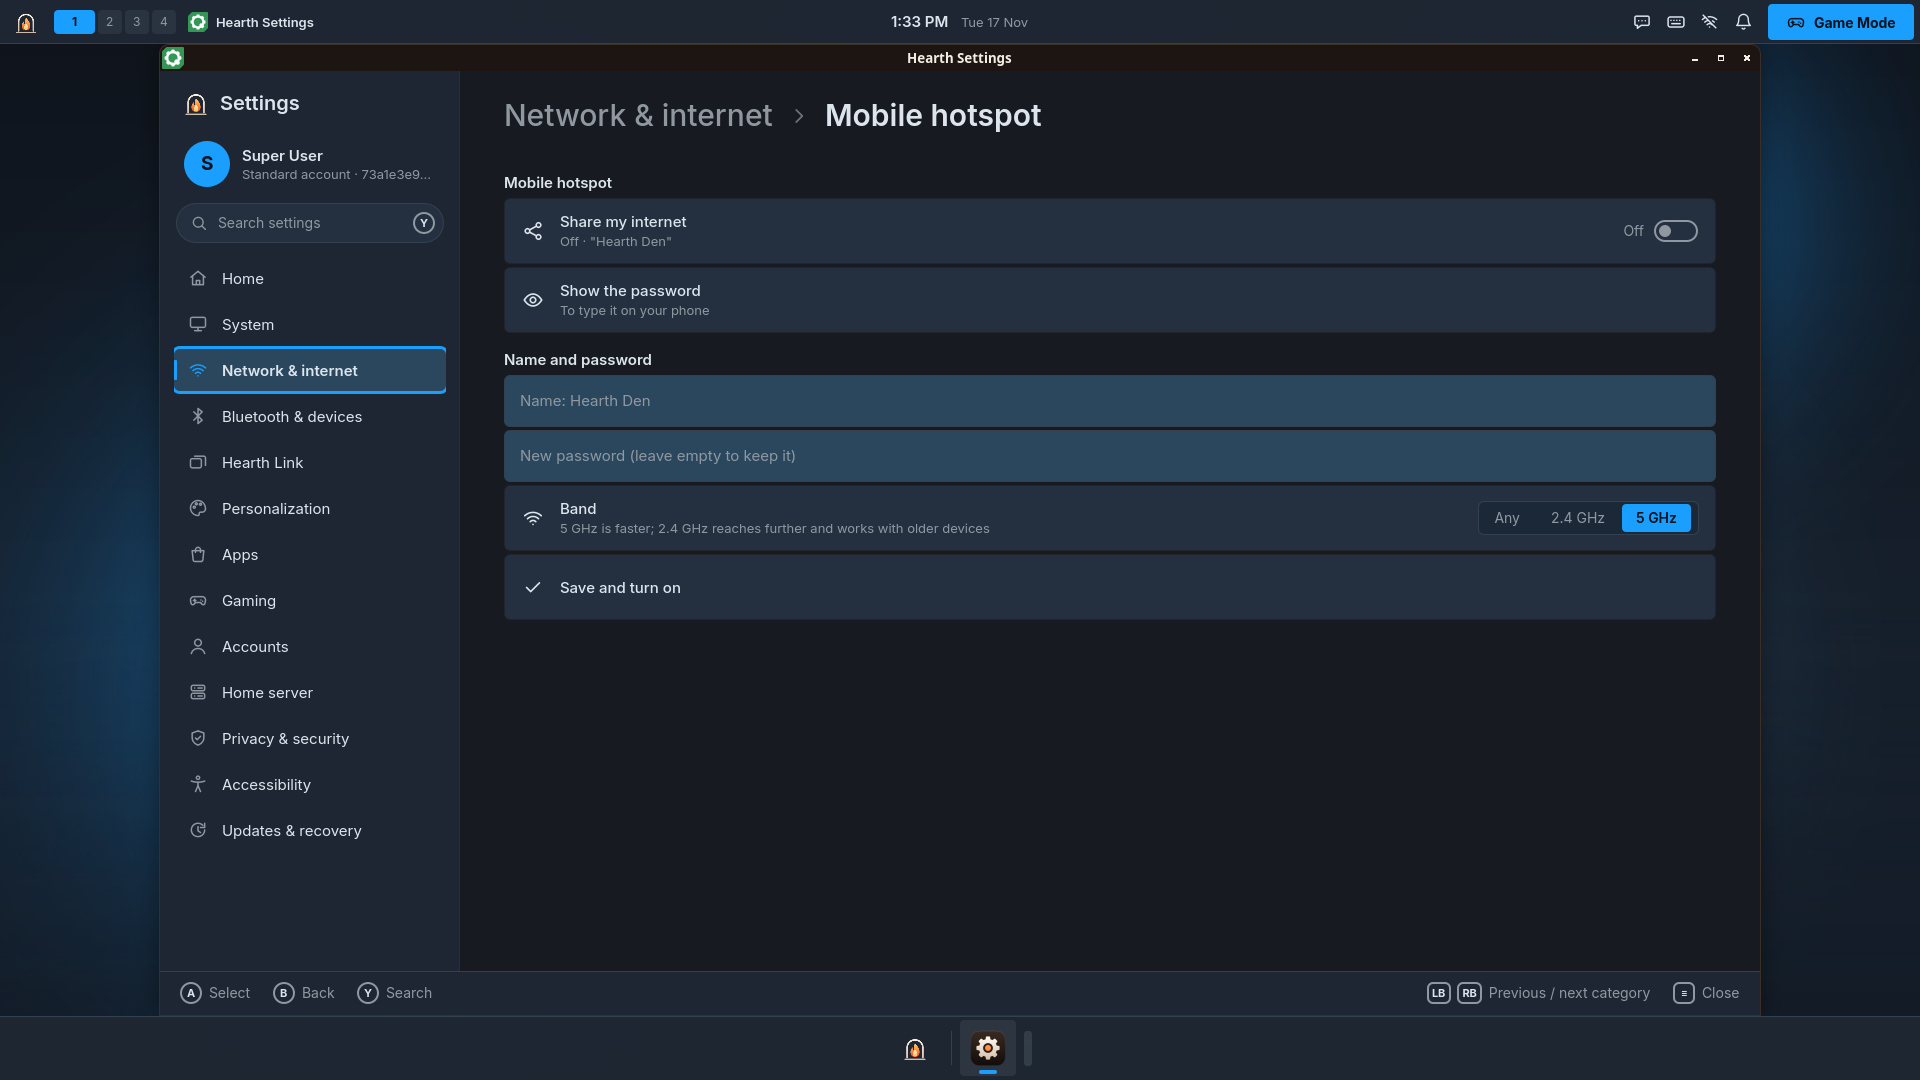 1 2 3 4 Hearth Settings 1:33 PM Tue 17 Nov Game Mode
Hearth Settings
Settings
S
Super User
Standard account · 73a1e3e9...
Search settings Y
Home
System
Network & internet
Bluetooth & devices
Hearth Link
Personalization
Apps
Gaming
Accounts
Home server
Privacy & security
Accessibility
Updates & recovery
Network & internet > Mobile hotspot
Mobile hotspot
Share my internet
Off · "Hearth Den"
Off
Show the password
To type it on your phone
Name and password
Name: Hearth Den
New password (leave empty to keep it)
Band
5 GHz is faster; 2.4 GHz reaches further and works with older devices
Any 2.4 GHz 5 GHz
Save and turn on
A Select B Back Y Search LB RB Previous / next category Close